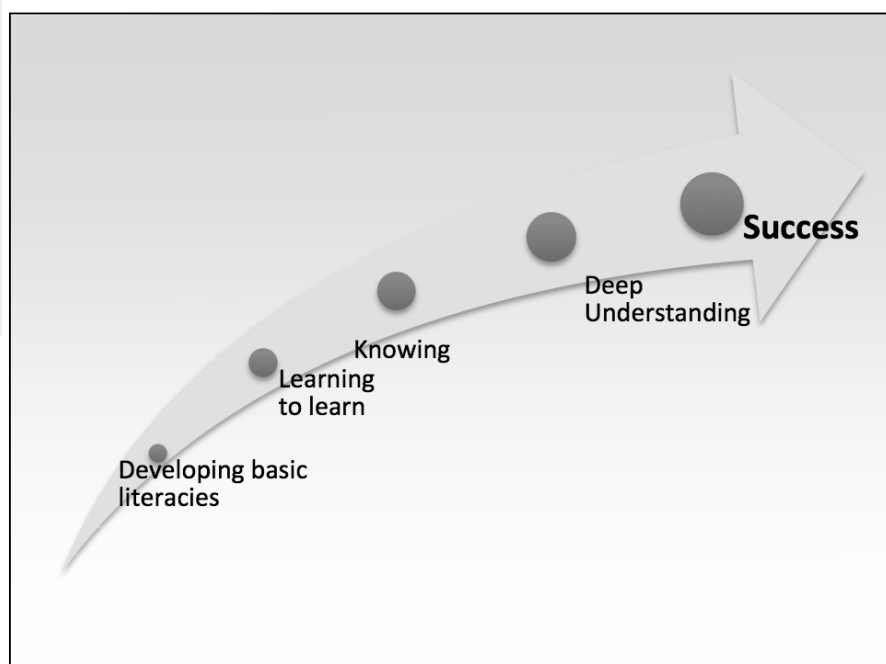 Success
Deep
Understanding
Knowing
Learning
to learn
Developing basic
literacies